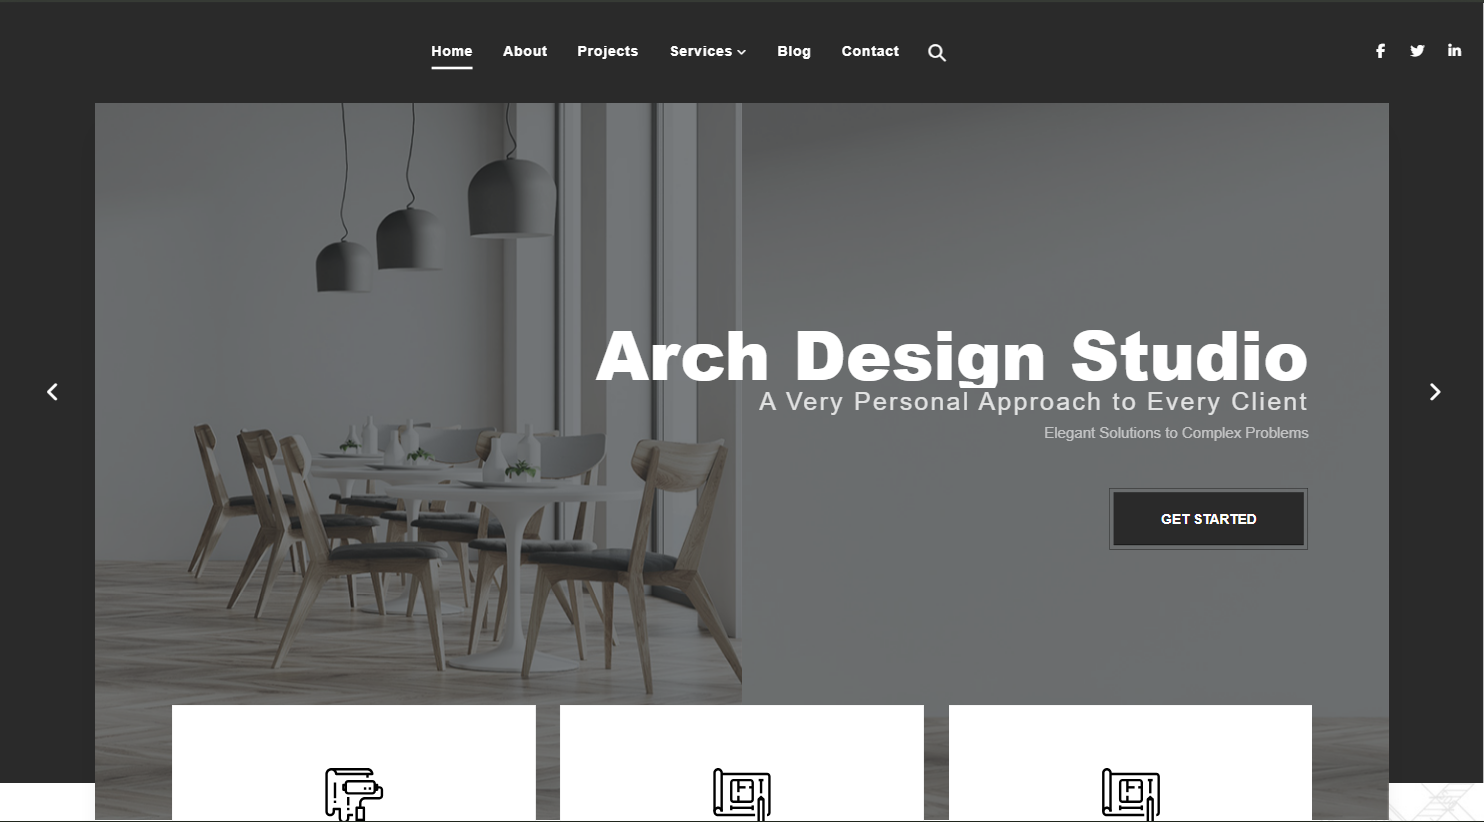 Home About Projects Services Blog Contact
Arch Design Studio
A Very Personal Approach to Every Client
Elegant Solutions to Complex Problems
GET STARTED